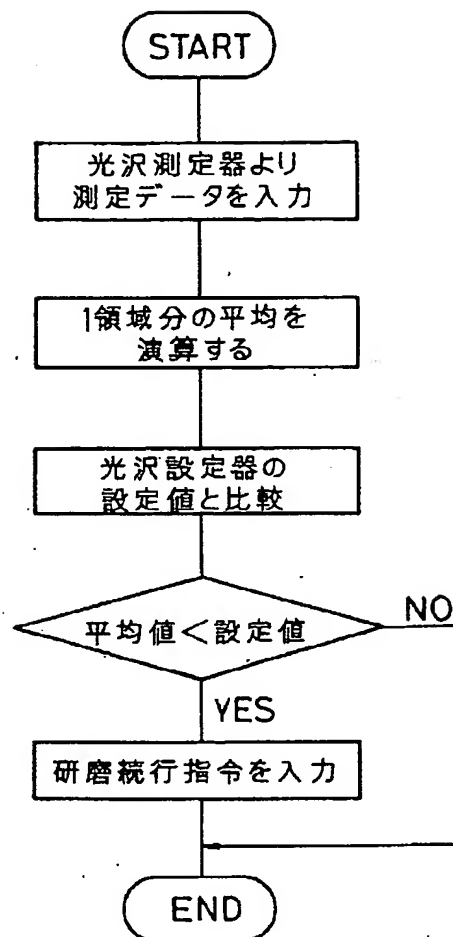 START
光沢測定器より
測定データを入力
1領域分の平均を
演算する
光沢設定器の
設定値と比較
平均値<設定値
NO
YES
研磨続行指令を入力
END